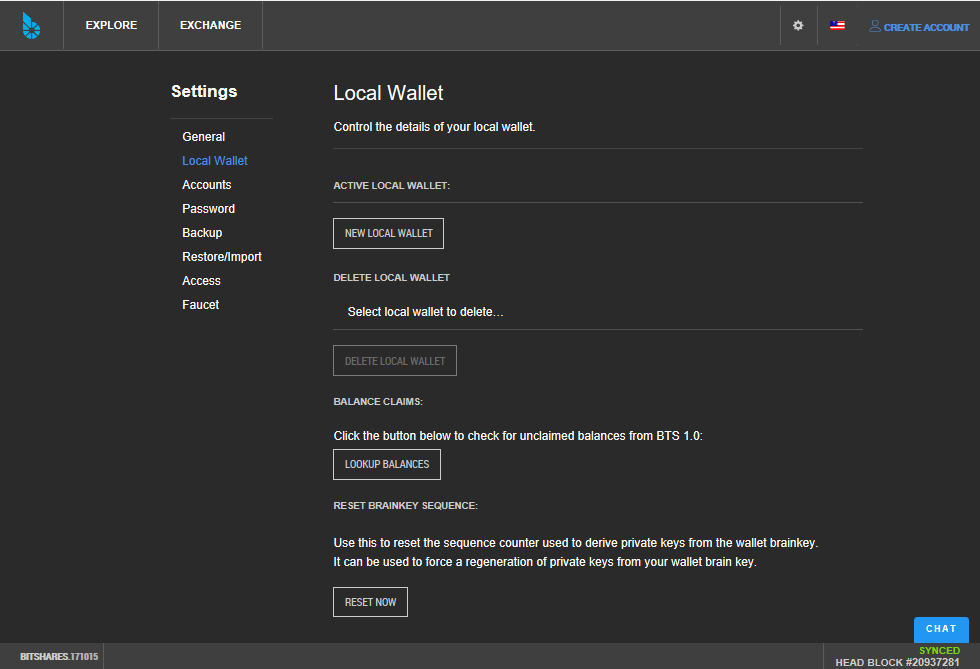 EXPLORE
EXCHANGE
CREATE ACCOUNT
Settings
General
Local Wallet
Accounts
Password
Backup
Restore/Import
Access
Faucet
Local Wallet
Control the details of your local wallet.
ACTIVE LOCAL WALLET:
NEW LOCAL WALLET
DELETE LOCAL WALLET
Select local wallet to delete...
DELETE LOCAL WALLET
BALANCE CLAIMS:
Click the button below to check for unclaimed balances from BTS 1.0:
LOOKUP BALANCES
RESET BRAINKEY SEQUENCE:
Use this to reset the sequence counter used to derive private keys from the wallet brainkey.
It can be used to force a regeneration of private keys from your wallet brain key.
RESET NOW
CHAT
BITSHARES.171015
SYNCED
HEAD BLOCK #20937281